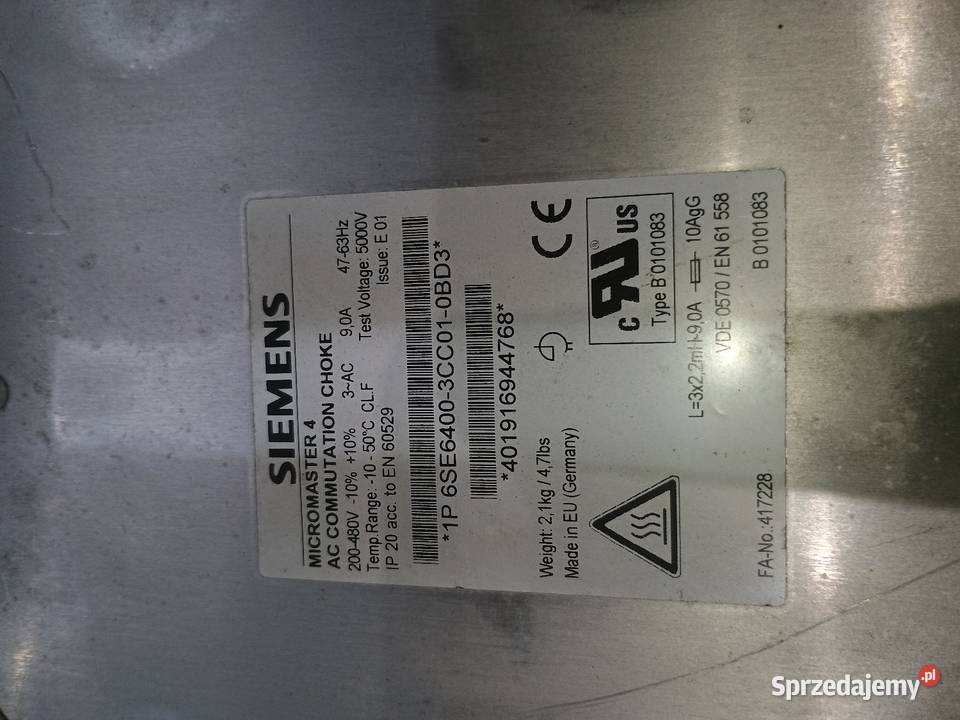 SIEMENS
MICROMASTER 4
AC COMMUTATION CHOKE
200-480V -10% +10% 3~AC 9,0A 47-63Hz
Temp.Range: -10 - 50°C CL.F Test Voltage: 5000V
IP 20 acc. to EN 60529 Issue: E 01
*1P 6SE6400-3CC01-0BD3*
*4019169447​68*
Weight: 2,1kg / 4,7lbs
Made in EU (Germany)
CE
c RU ® US
Type B 0101083
L=3x2,2mH-9,0A 10AgG
VDE 0570 / EN 61 558
FA-No.:417228 B 0101083
Sprzedajemy.pl